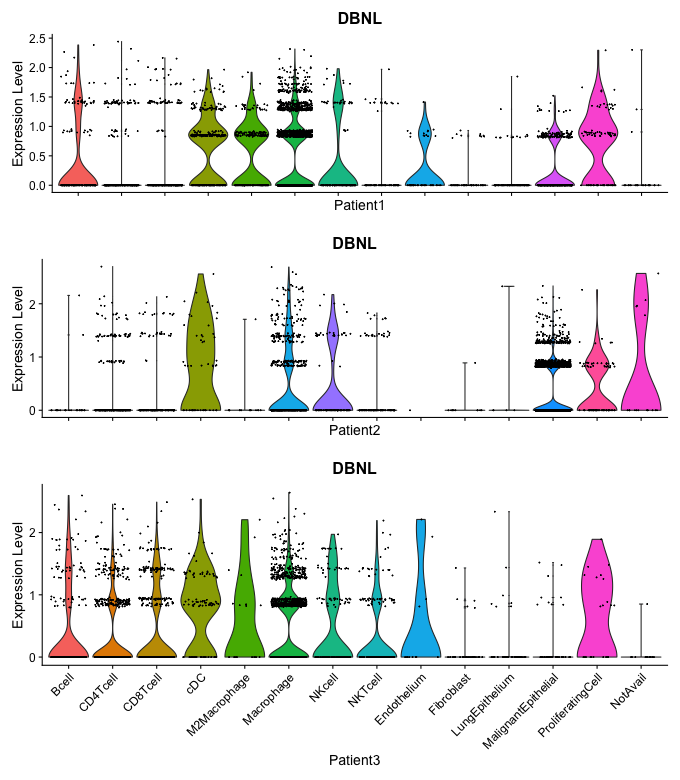 DBNL
Expression Level
2.5
2.0
1.5
1.0
0.5
0.0
Patient1
DBNL
Expression Level
2
1
0
Patient2
DBNL
Expression Level
2
1
0
Bcell
CD4Tcell
CD8Tcell
cDC
M2Macrophage
Macrophage
NKcell
NKTcell
Endothelium
Fibroblast
LungEpithelium
MalignantEpithelial
ProliferatingCell
NotAvail
Patient3